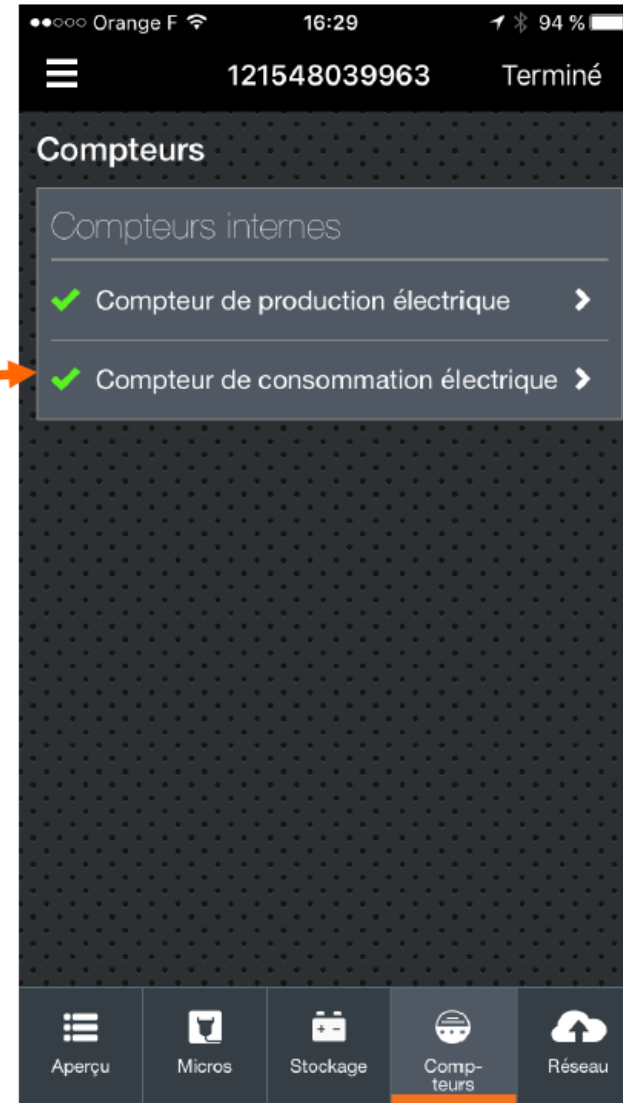 Orange F 16:29 94 %
121548039963 Terminé
Compteurs
Compteurs internes
Compteur de production électrique
Compteur de consommation électrique
Aperçu Micros Stockage Comp-
teurs Réseau